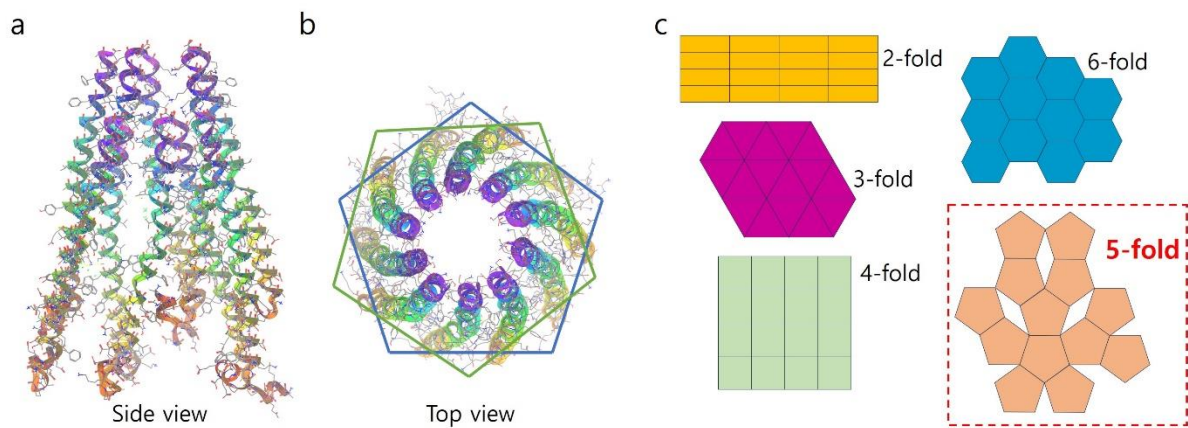 a
b
c
2-fold
6-fold
3-fold
4-fold
5-fold
Side view
Top view